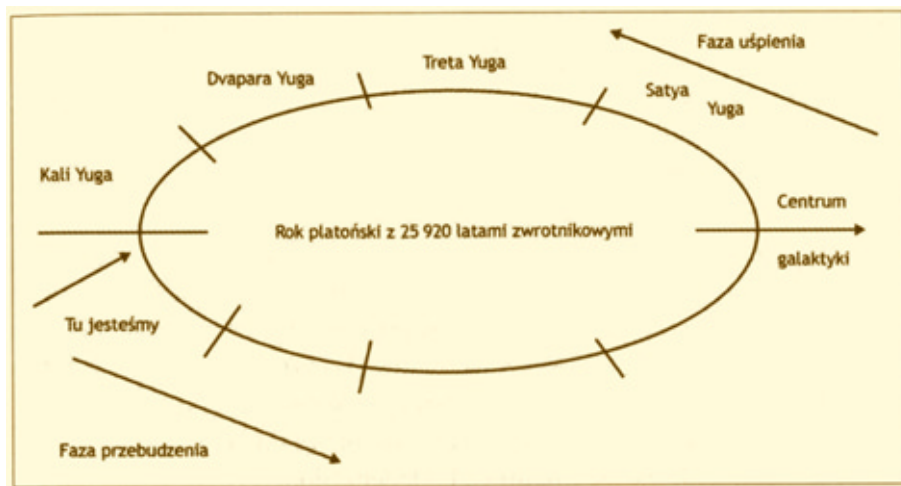 Faza uśpienia
Treta Yuga
Dvapara Yuga
Satya
Yuga
Kali Yuga
Centrum
Rok platoński z 25 920 latami zwrotnikowymi
galaktyki
Tu jesteśmy
Faza przebudzenia